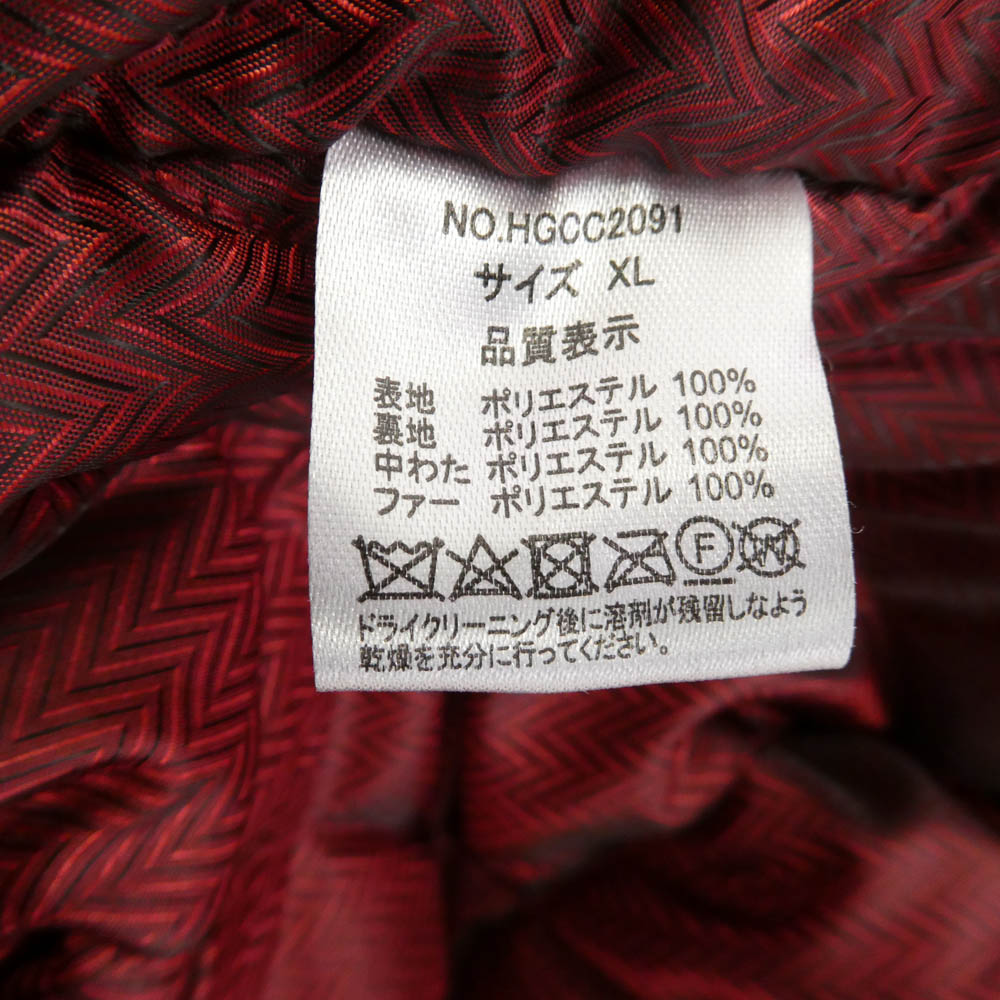 NO.HGCC2091
サイズ XL
品質表示
表地 ポリエステル 100%
裏地 ポリエステル 100%
中わた ポリエステル 100%
ファー ポリエステル 100%
F W
ドライクリーニング後に溶剤が残留しなよう
乾燥を充分に行ってください。